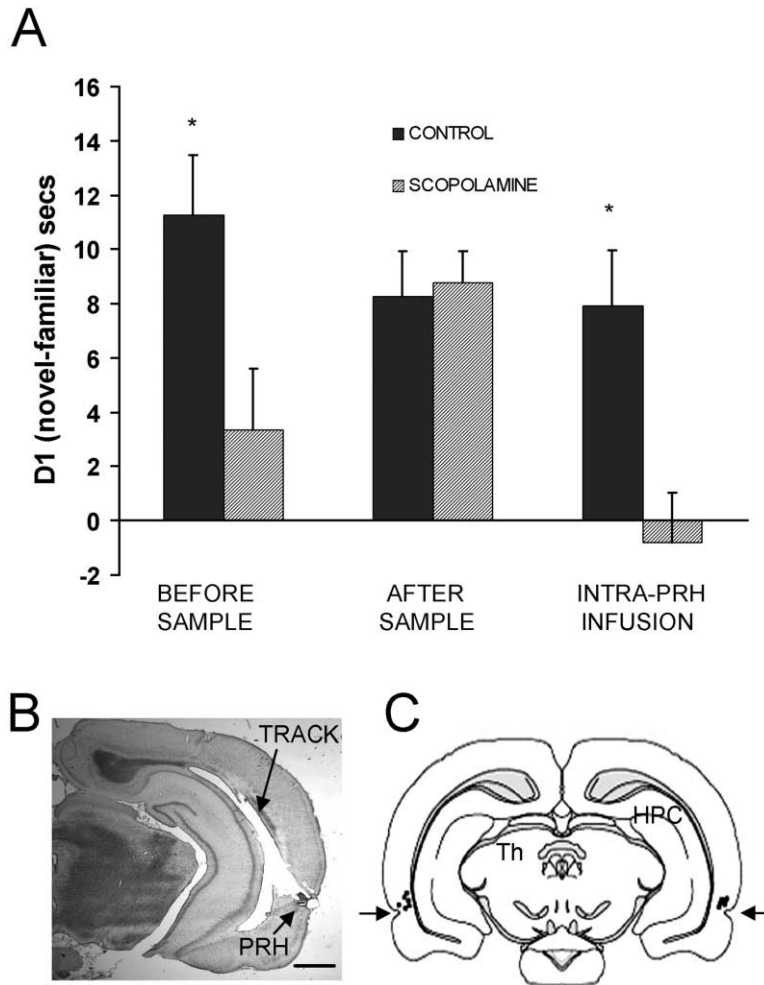 A
16
14
12
10
8
6
4
2
0
-2
D1 (novel-familiar) secs
*
*
CONTROL
SCOPOLAMINE
BEFORE
SAMPLE
AFTER
SAMPLE
INTRA-PRH
INFUSION
B
TRACK
PRH
C
HPC
Th